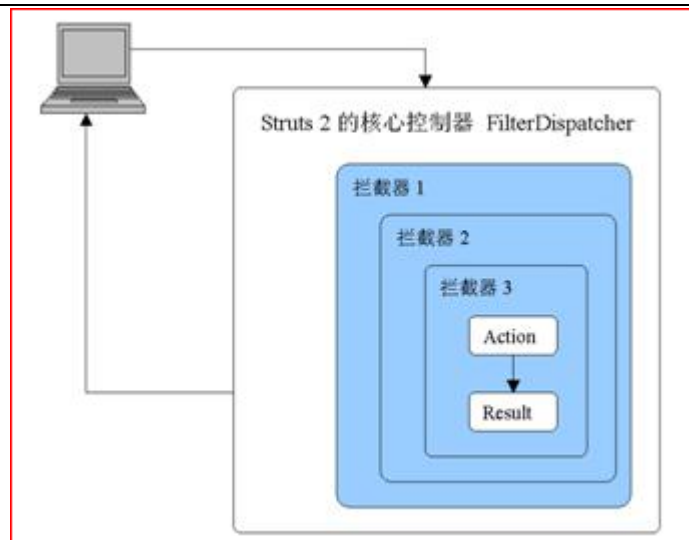 Struts 2 的核心控制器 FilterDispatcher
拦截器 1
拦截器 2
拦截器 3
Action
Result